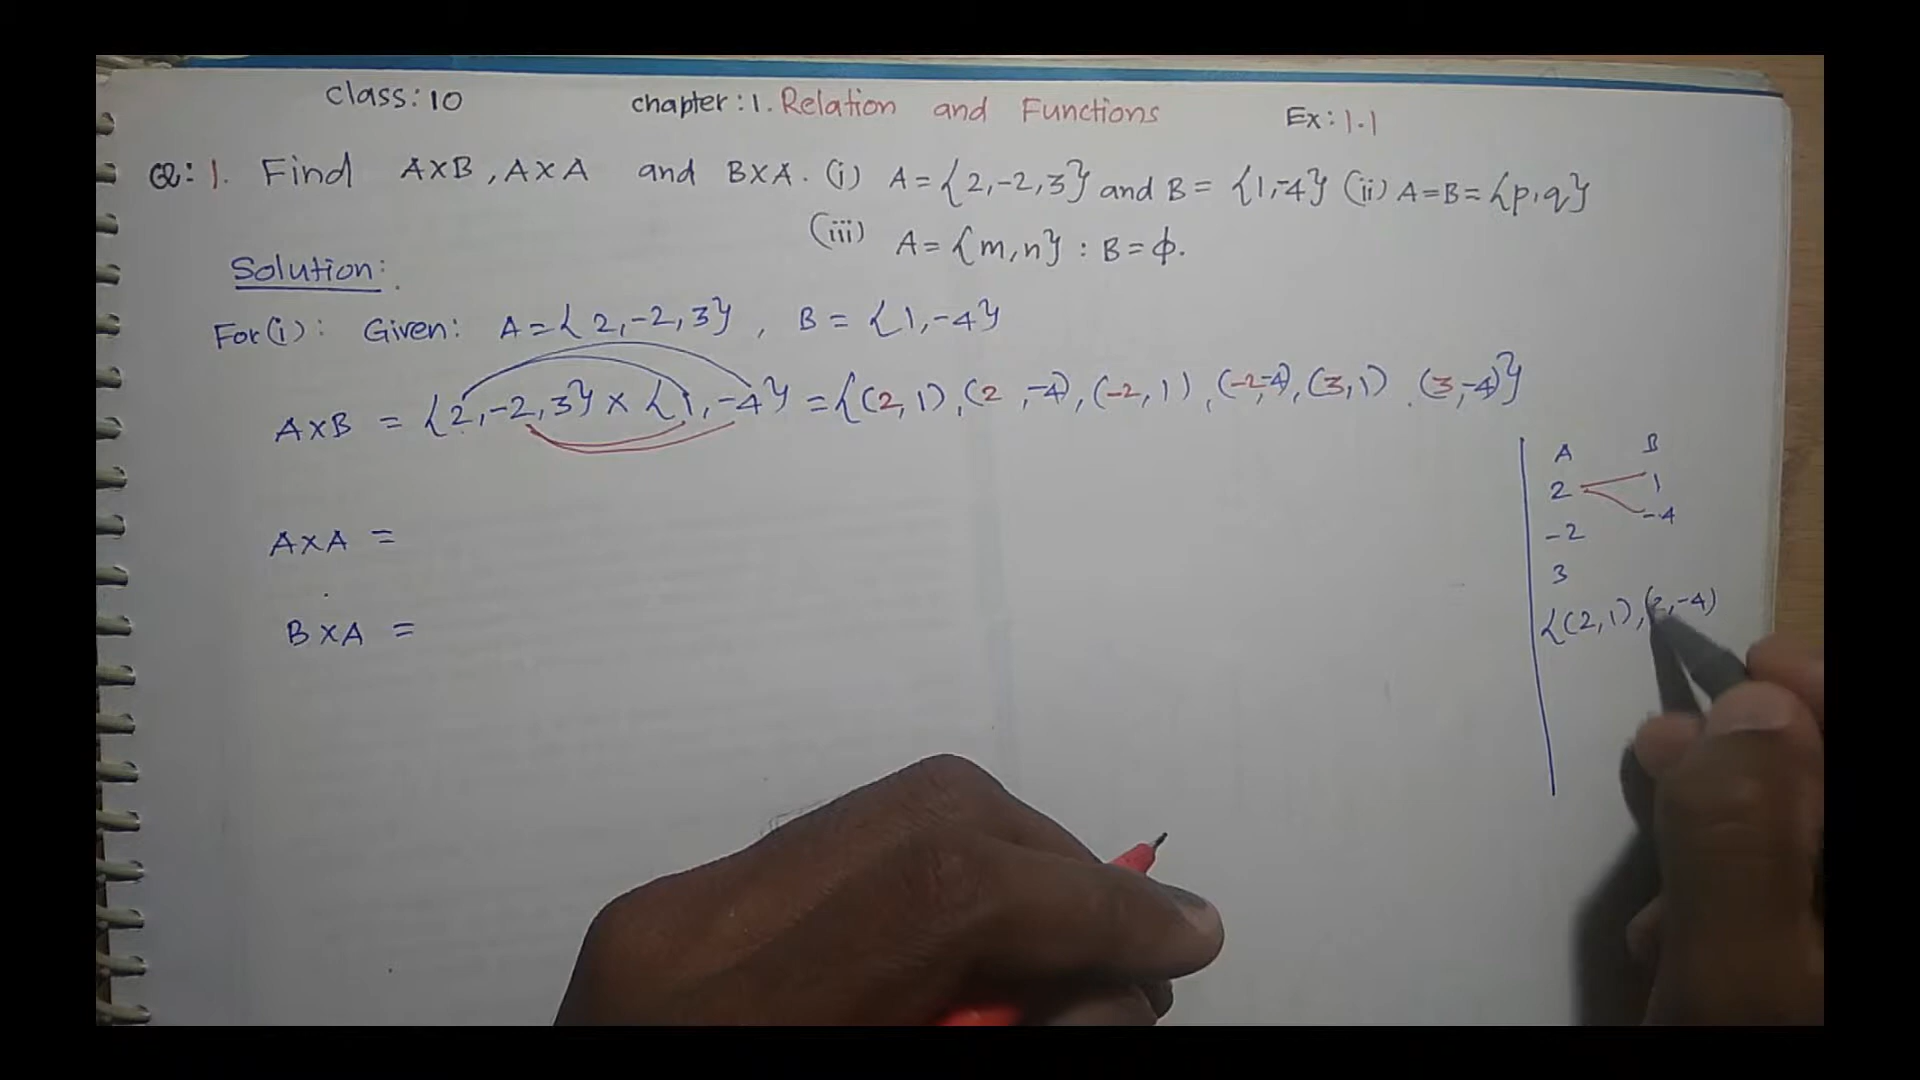 class: 10 chapter: 1. Relation and Functions Ex: 1.1
Q: 1. Find A×B, A×A and B×A. (i) A = {2,-2,3} and B = {1,-4} (ii) A=B= {p,q}
(iii) A= {m,n} : B = ϕ.
Solution:
For (i): Given: A={2,-2,3}, B = {1,-4}
A×B = {2,-2,3} × {1,-4} = {(2,1), (2,-4), (-2,1), (-2,-4), (3,1), (3,-4)}
A×A =
B×A =
A B
2 1
-2 -4
3
{(2,1), (2,-4)